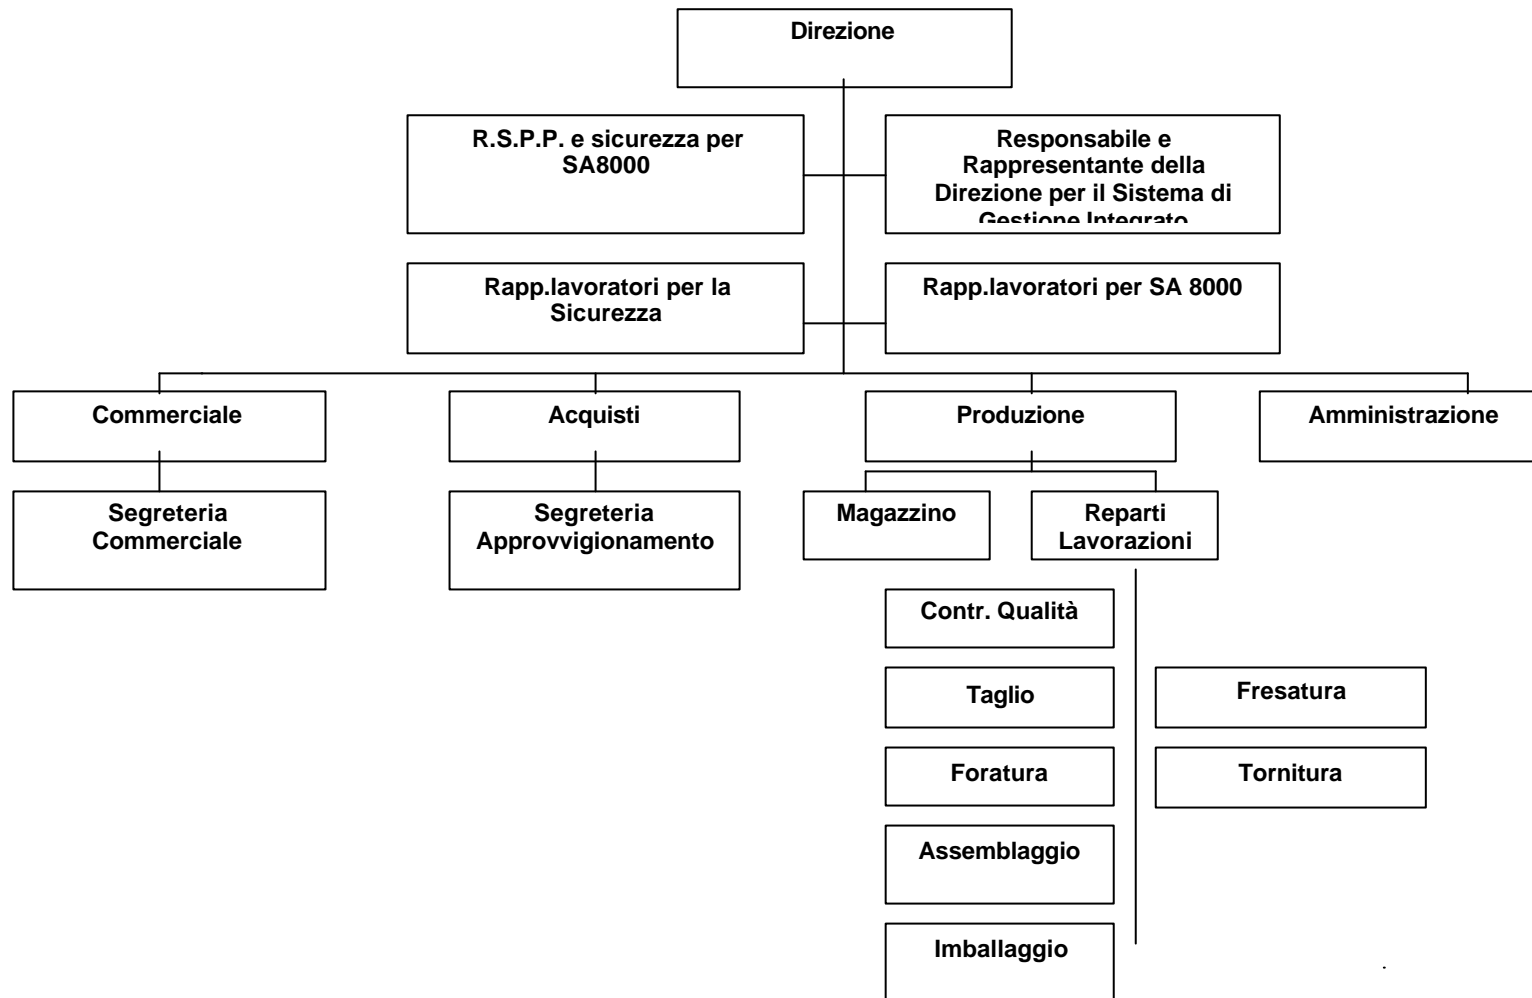 Direzione
R.S.P.P. e sicurezza per
SA8000
Responsabile e
Rappresentante della
Direzione per il Sistema di
Gestione Integrato
Rapp.lavoratori per la
Sicurezza
Rapp.lavoratori per SA 8000
Commerciale
Acquisti
Produzione
Amministrazione
Segreteria
Commerciale
Segreteria
Approvvigionamento
Magazzino
Reparti
Lavorazioni
Contr. Qualità
Taglio
Fresatura
Foratura
Tornitura
Assemblaggio
Imballaggio